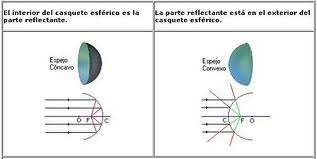 El interior del casquete esférico es la
parte reflectante.
La parte reflectante está en el exterior del
casquete esférico.
Espejo
Cóncavo
Espejo
Convexo
O F C
C F O